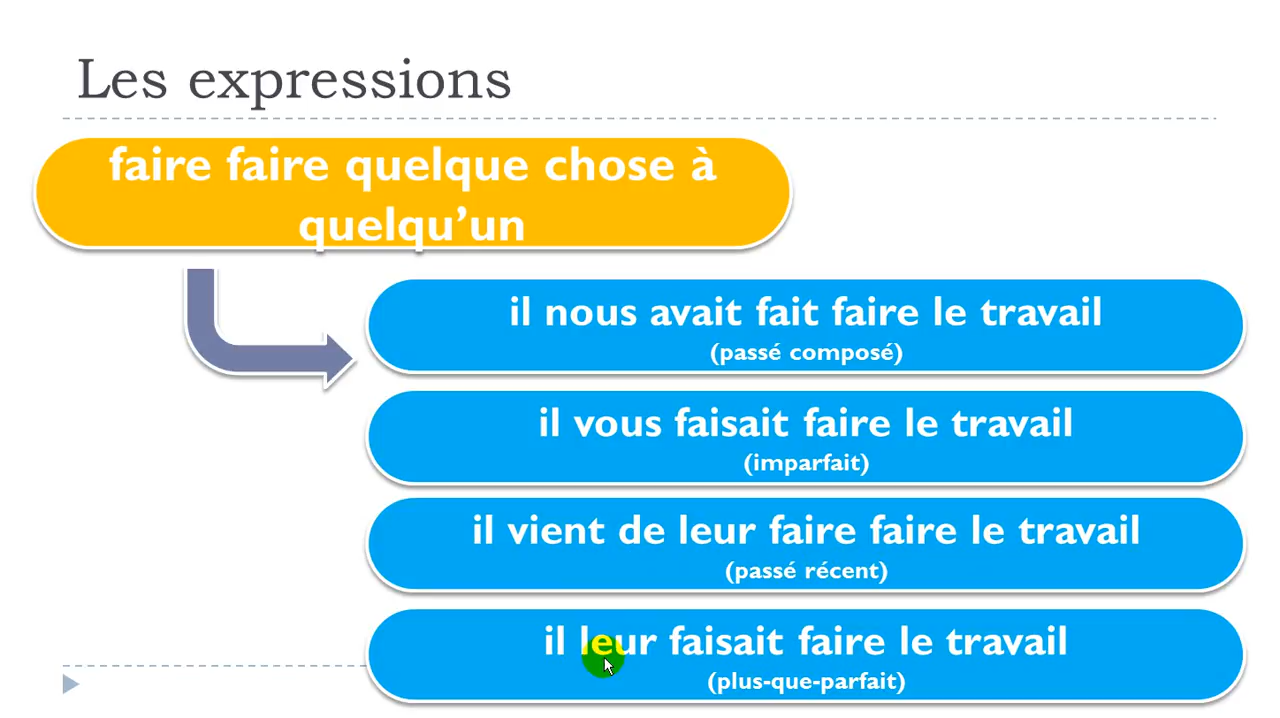 Les expressions
faire faire quelque chose à
quelqu’un
il nous avait fait faire le travail
(passé composé)
il vous faisait faire le travail
(imparfait)
il vient de leur faire faire le travail
(passé récent)
il leur faisait faire le travail
(plus-que-parfait)